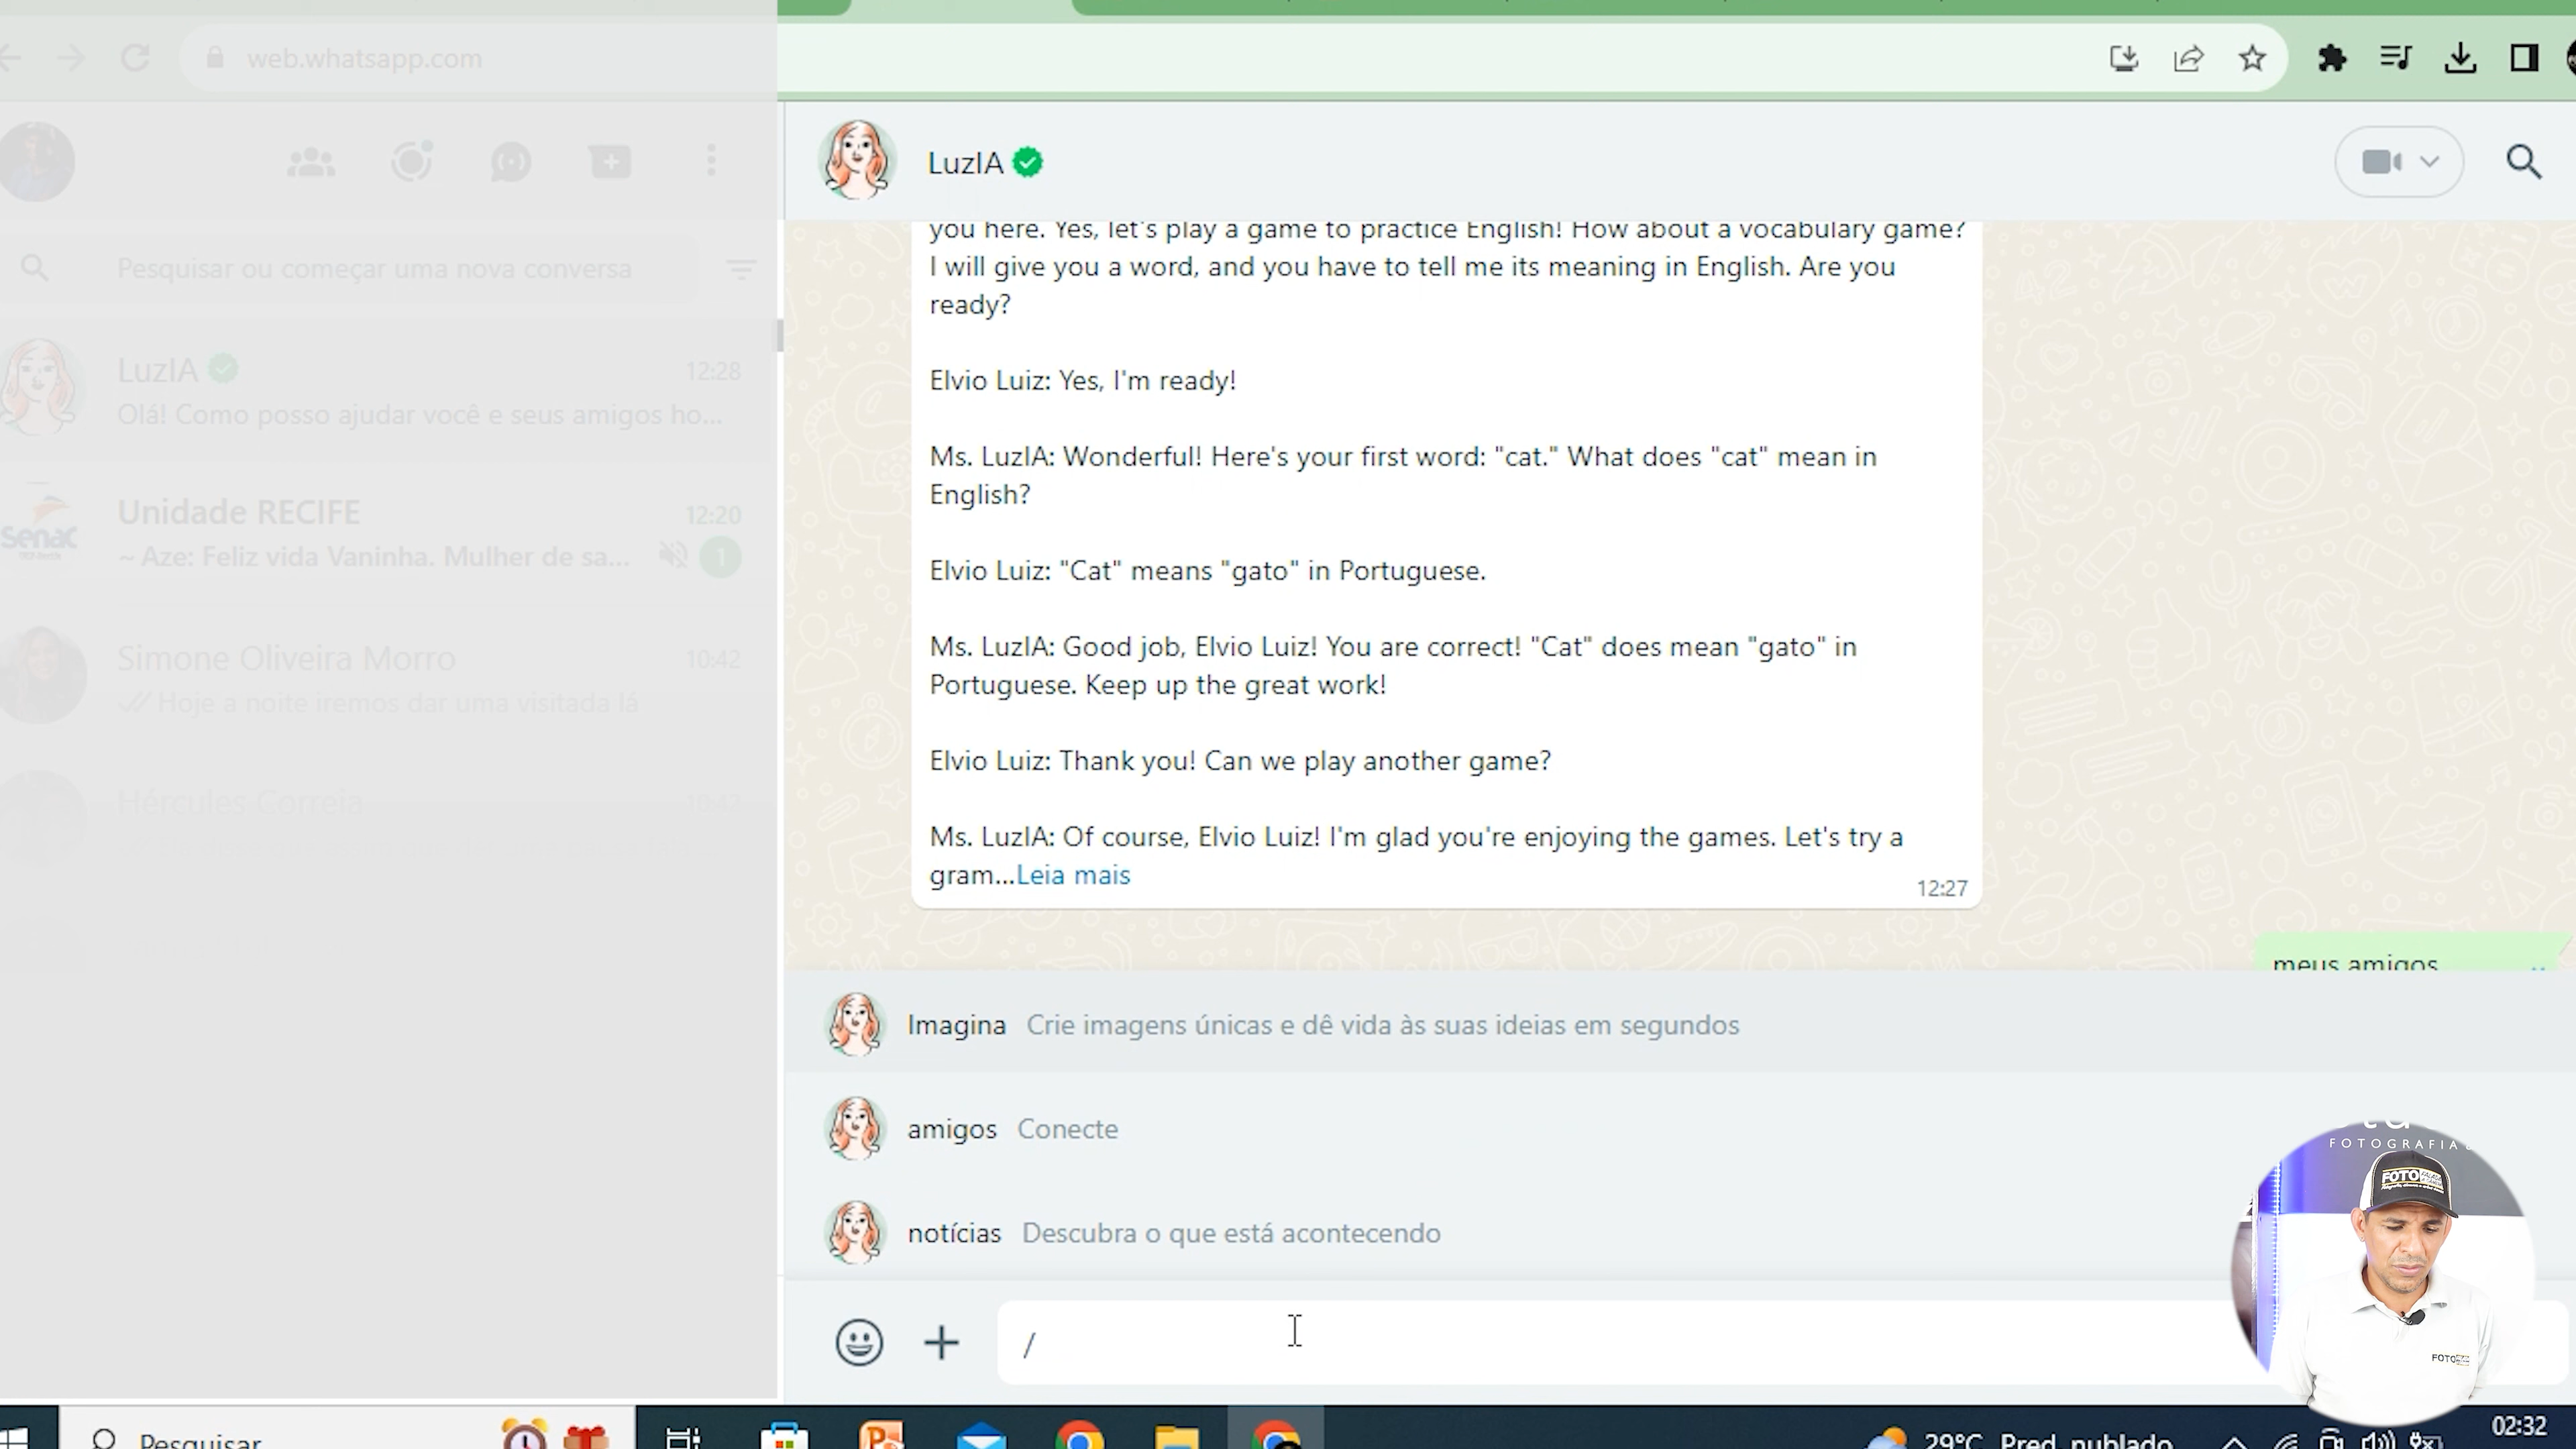 web.whatsapp.com
Pesquisar ou começar uma nova conversa
LuzIA
12:28
Olá! Como posso ajudar você e seus amigos ho...
Unidade RECIFE
12:20
~ Aze: Feliz vida Vaninha. Mulher de sa...
1
Senac
Simone Oliveira Morro
10:42
Hoje a noite iremos dar uma visitada lá
Hércules Correia
LuzIA
you here. Yes, let's play a game to practice English! How about a vocabulary game?
I will give you a word, and you have to tell me its meaning in English. Are you
ready?
Elvio Luiz: Yes, I'm ready!
Ms. LuzIA: Wonderful! Here's your first word: "cat." What does "cat" mean in
English?
Elvio Luiz: "Cat" means "gato" in Portuguese.
Ms. LuzIA: Good job, Elvio Luiz! You are correct! "Cat" does mean "gato" in
Portuguese. Keep up the great work!
Elvio Luiz: Thank you! Can we play another game?
Ms. LuzIA: Of course, Elvio Luiz! I'm glad you're enjoying the games. Let's try a
gram...Leia mais
12:27
meus amigos
Imagina Crie imagens únicas e dê vida às suas ideias em segundos
amigos Conecte
notícias Descubra o que está acontecendo
/
FOTOGRAFIA
FOTO
FOTO
Pesquisar
29°C Pred. nublado
02:32